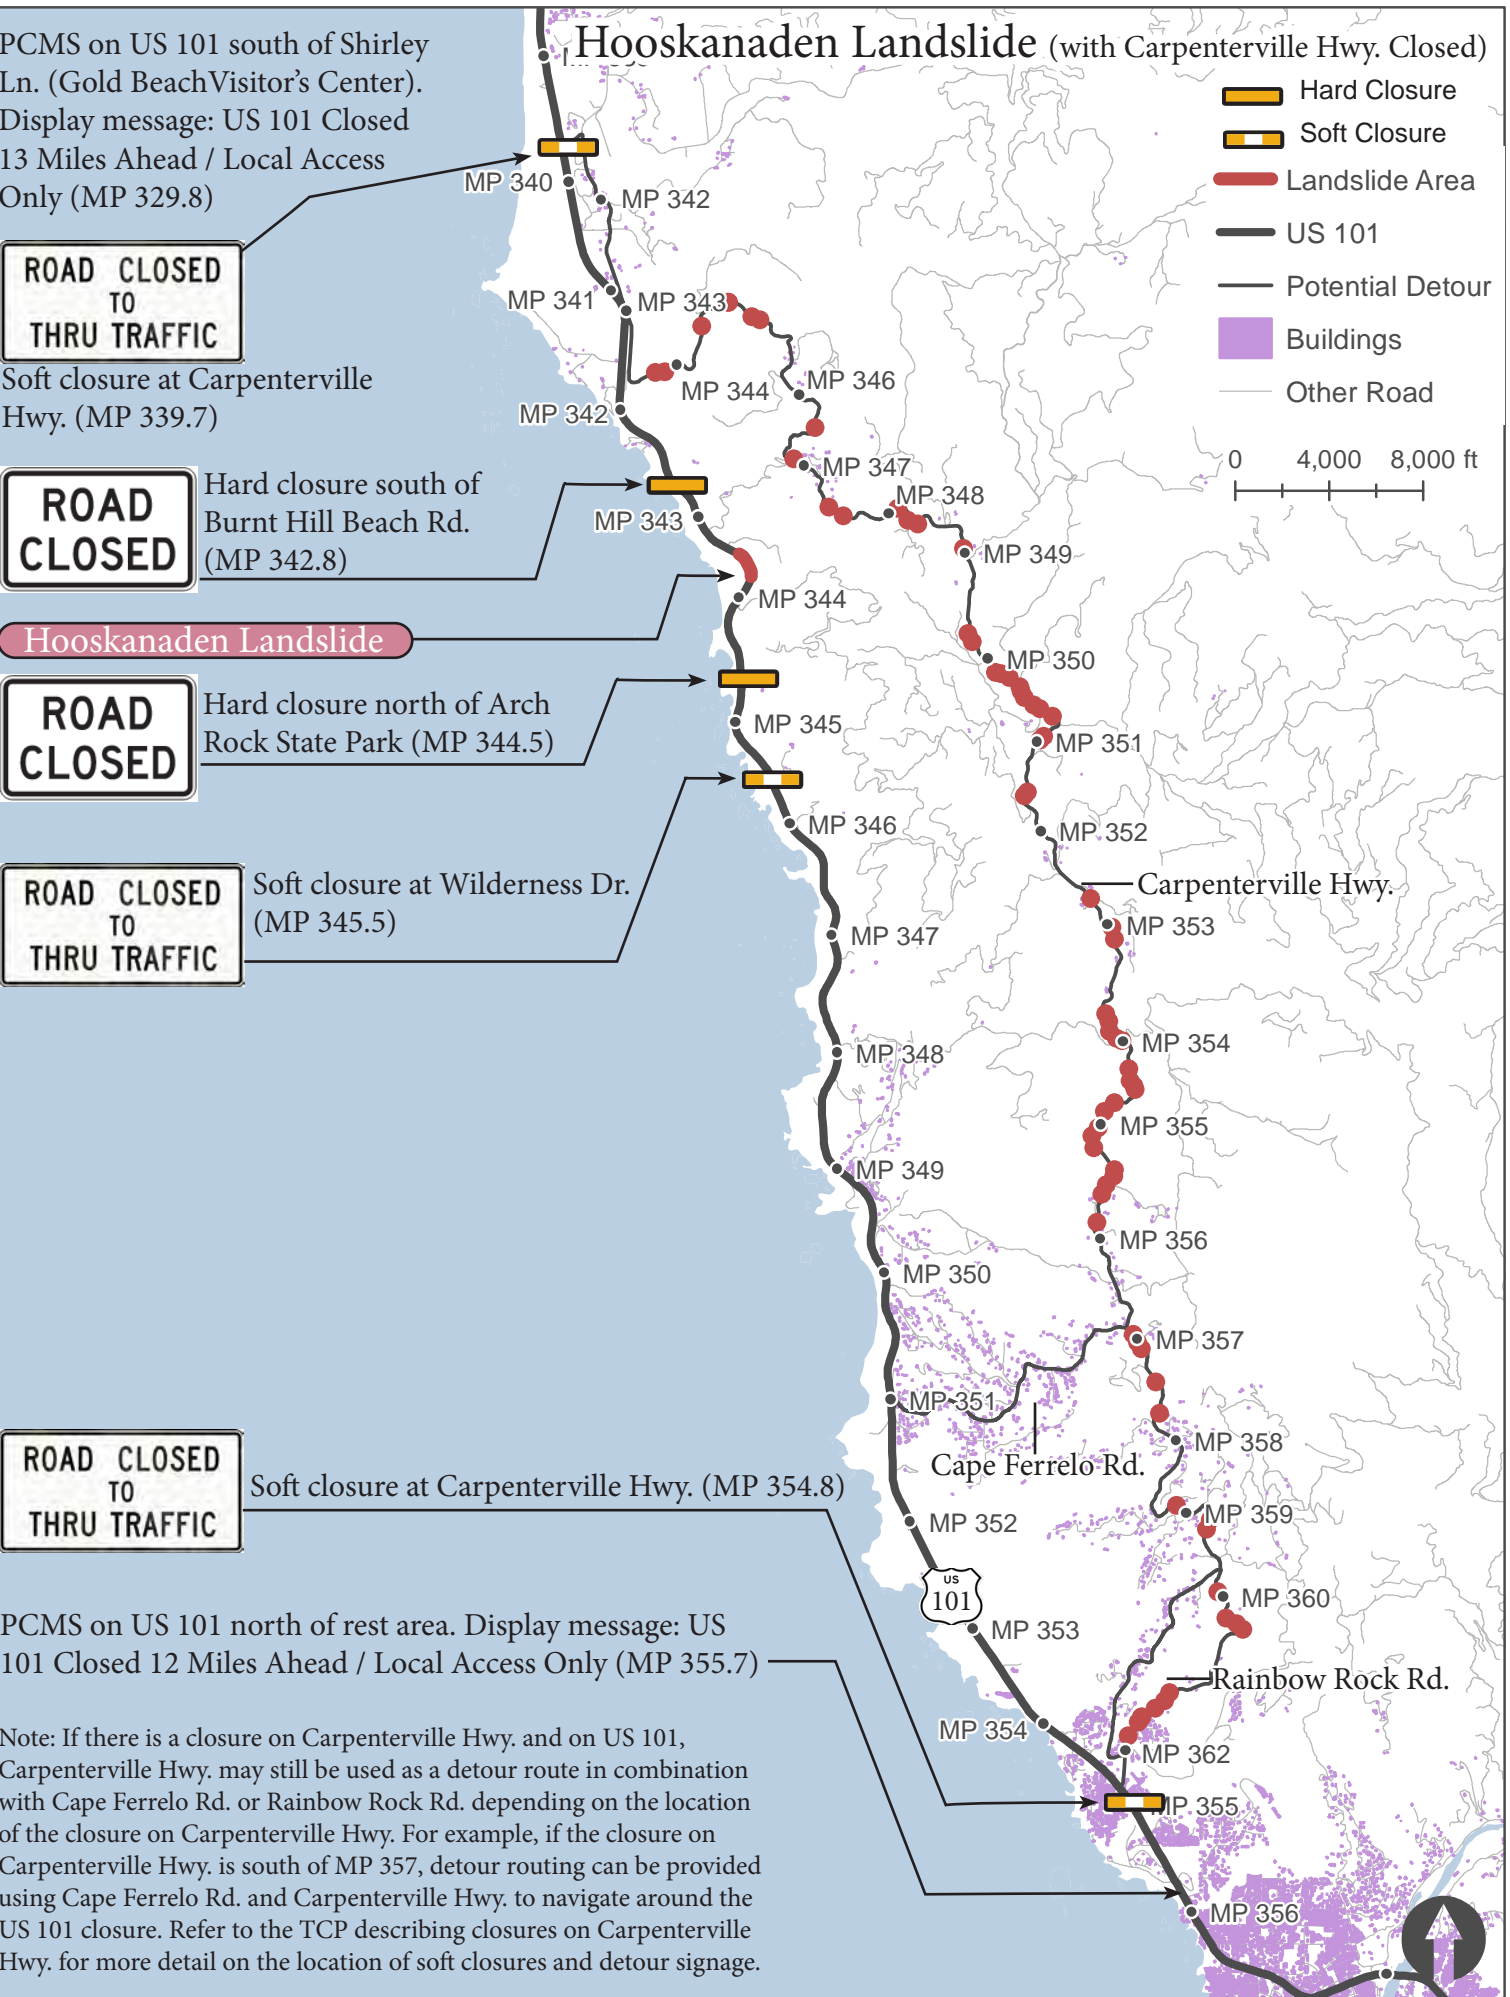 Hooskanaden Landslide (with Carpenterville Hwy. Closed)
PCMS on US 101 south of Shirley
Ln. (Gold BeachVisitor's Center).
Display message: US 101 Closed
13 Miles Ahead / Local Access
Only (MP 329.8)
ROAD CLOSED
TO
THRU TRAFFIC
Soft closure at Carpenterville
Hwy. (MP 339.7)
ROAD
CLOSED
Hard closure south of
Burnt Hill Beach Rd.
(MP 342.8)
Hooskanaden Landslide
ROAD
CLOSED
Hard closure north of Arch
Rock State Park (MP 344.5)
ROAD CLOSED
TO
THRU TRAFFIC
Soft closure at Wilderness Dr.
(MP 345.5)
ROAD CLOSED
TO
THRU TRAFFIC
Soft closure at Carpenterville Hwy. (MP 354.8)
PCMS on US 101 north of rest area. Display message: US
101 Closed 12 Miles Ahead / Local Access Only (MP 355.7)
Note: If there is a closure on Carpenterville Hwy. and on US 101,
Carpenterville Hwy. may still be used as a detour route in combination
with Cape Ferrelo Rd. or Rainbow Rock Rd. depending on the location
of the closure on Carpenterville Hwy. For example, if the closure on
Carpenterville Hwy. is south of MP 357, detour routing can be provided
using Cape Ferrelo Rd. and Carpenterville Hwy. to navigate around the
US 101 closure. Refer to the TCP describing closures on Carpenterville
Hwy. for more detail on the location of soft closures and detour signage.
Hard Closure
Soft Closure
Landslide Area
US 101
Potential Detour
Buildings
Other Road
0 4,000 8,000 ft
MP 340
MP 341
MP 342
MP 343
MP 344
MP 345
MP 346
MP 347
MP 348
MP 349
MP 350
MP 351
MP 352
US
101
MP 353
MP 354
MP 355
MP 356
MP 342
MP 343
MP 344
MP 346
MP 347
MP 348
MP 349
MP 350
MP 351
MP 352
Carpenterville Hwy.
MP 353
MP 354
MP 355
MP 356
MP 357
Cape Ferrelo Rd.
MP 358
MP 359
MP 360
Rainbow Rock Rd.
MP 362